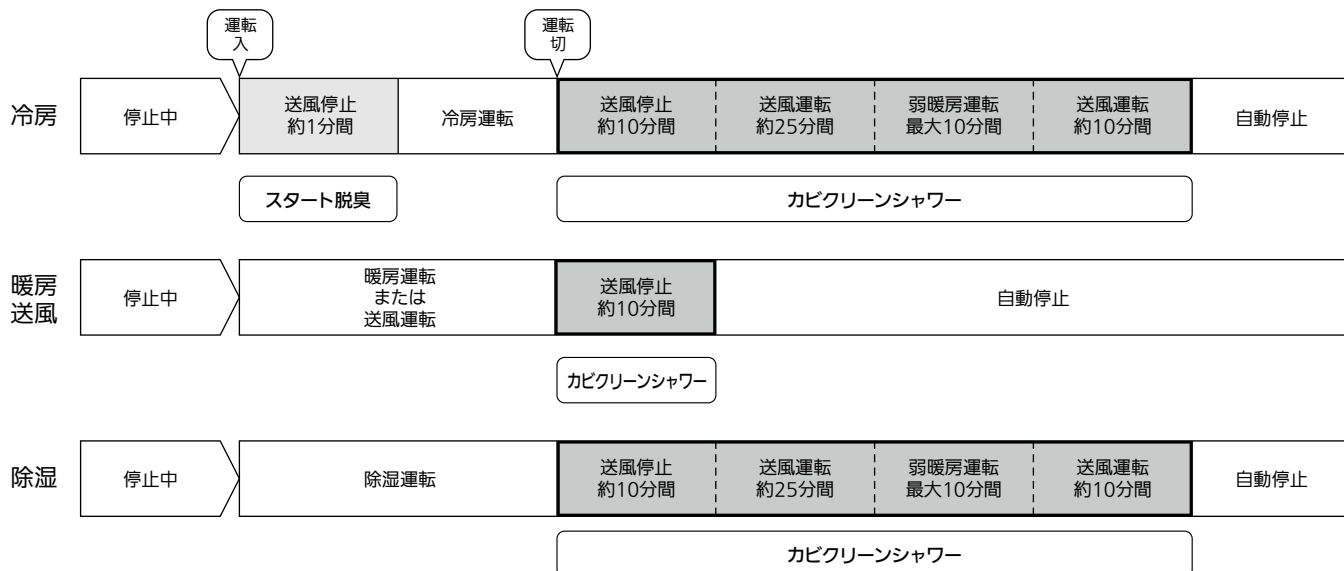 運転
入
運転
切
冷房
停止中
送風停止
約1分間
冷房運転
送風停止
約10分間
送風運転
約25分間
弱暖房運転
最大10分間
送風運転
約10分間
自動停止
スタート脱臭
カビクリーンシャワー
暖房
送風
停止中
暖房運転
または
送風運転
送風停止
約10分間
自動停止
カビクリーンシャワー
除湿
停止中
除湿運転
送風停止
約10分間
送風運転
約25分間
弱暖房運転
最大10分間
送風運転
約10分間
自動停止
カビクリーンシャワー